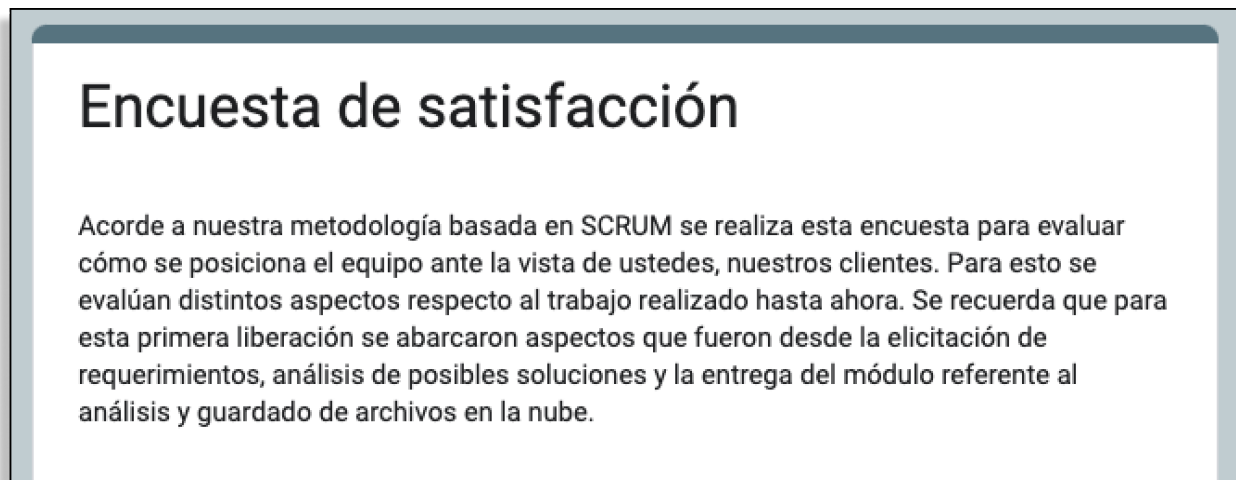 Encuesta de satisfacción
Acorde a nuestra metodología basada en SCRUM se realiza esta encuesta para evaluar
cómo se posiciona el equipo ante la vista de ustedes, nuestros clientes. Para esto se
evalúan distintos aspectos respecto al trabajo realizado hasta ahora. Se recuerda que para
esta primera liberación se abarcaron aspectos que fueron desde la elicitación de
requerimientos, análisis de posibles soluciones y la entrega del módulo referente al
análisis y guardado de archivos en la nube.